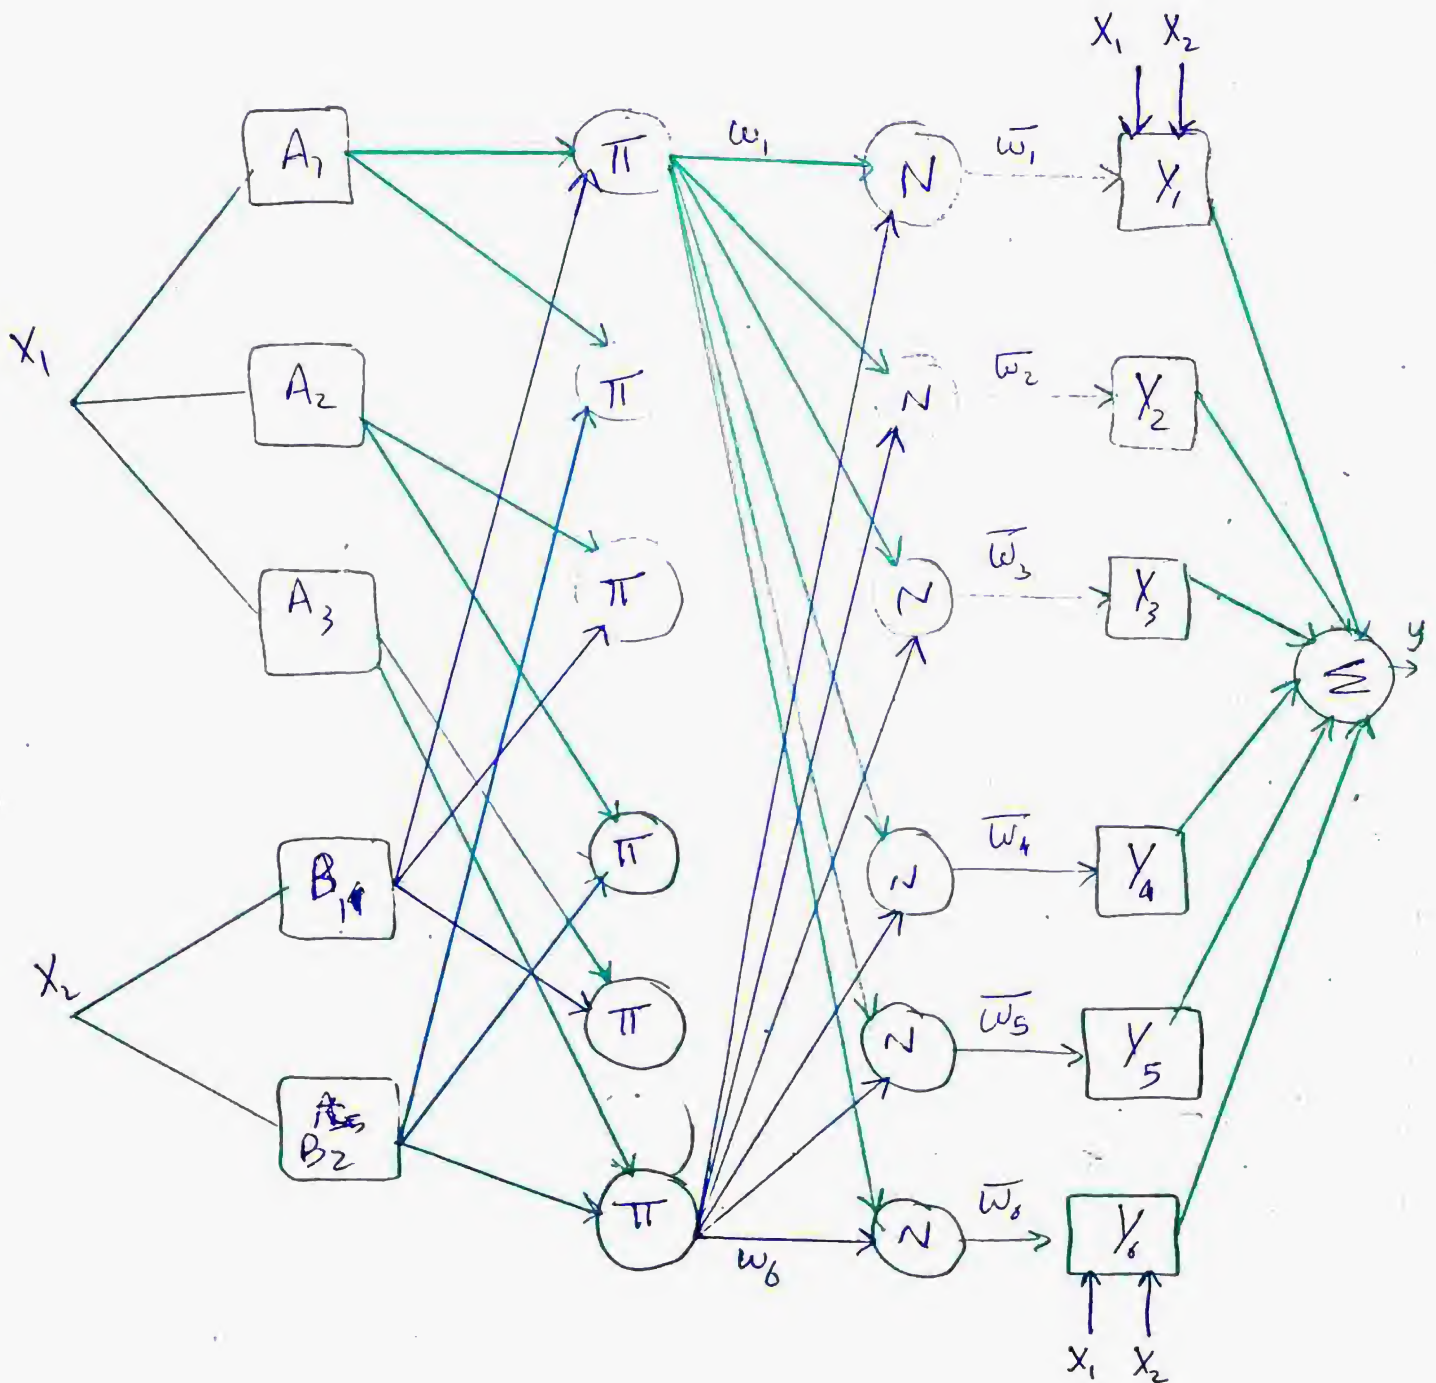 X₁ X₂
A₁ Π w₁ N w̅₁ Y₁
X₁
A₂ Π N w̅₂ Y₂
A₃ Π N w̅₃ Y₃
Σ y
B₁ Π N w̅₄ Y₄
X₂
Π N w̅₅ Y₅
B₂
Π w₆ N w̅₆ Y₆
X₁ X₂